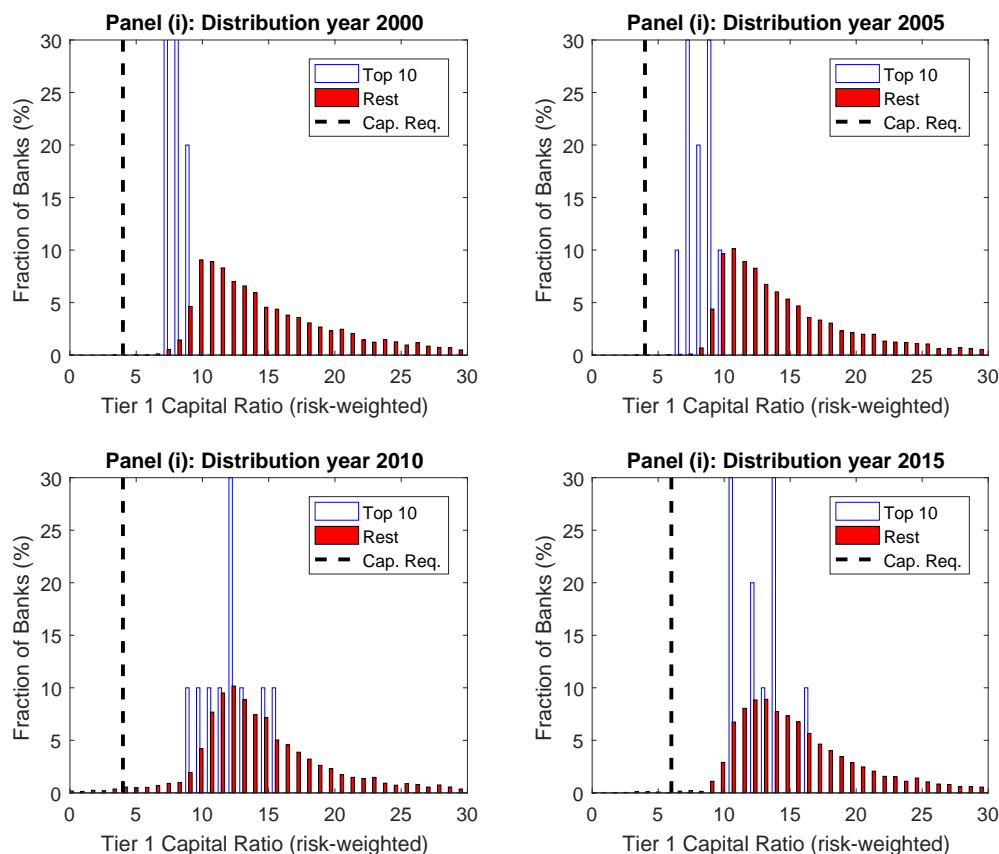 Panel (i): Distribution year 2000
30
25
20
15
10
5
0
Fraction of Banks (%)
Top 10
Rest
Cap. Req.
0 5 10 15 20 25 30
Tier 1 Capital Ratio (risk-weighted)
Panel (i): Distribution year 2005
30
25
20
15
10
5
0
Fraction of Banks (%)
Top 10
Rest
Cap. Req.
0 5 10 15 20 25 30
Tier 1 Capital Ratio (risk-weighted)
Panel (i): Distribution year 2010
30
25
20
15
10
5
0
Fraction of Banks (%)
Top 10
Rest
Cap. Req.
0 5 10 15 20 25 30
Tier 1 Capital Ratio (risk-weighted)
Panel (i): Distribution year 2015
30
25
20
15
10
5
0
Fraction of Banks (%)
Top 10
Rest
Cap. Req.
0 5 10 15 20 25 30
Tier 1 Capital Ratio (risk-weighted)